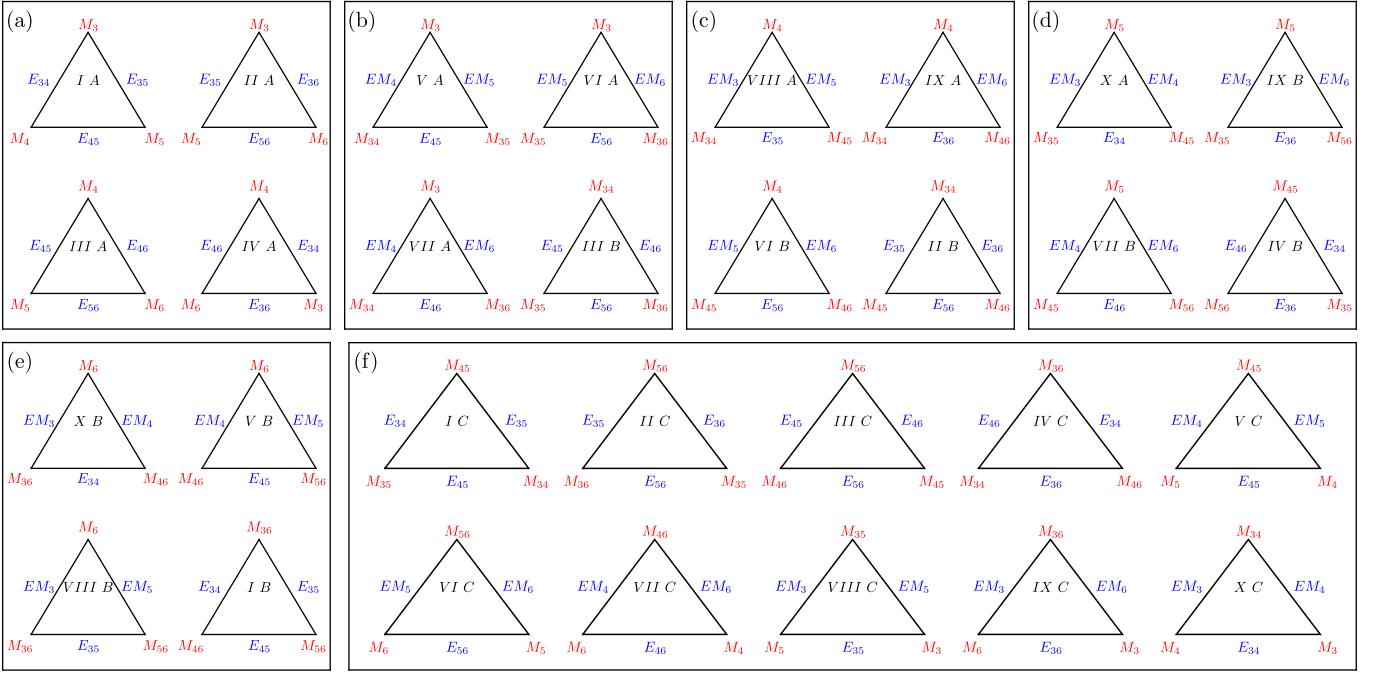 (a) (b) (c) (d)
M₃ M₃ M₃ M₃ M₄ M₄ M₅ M₅
E₃₄ I A E₃₅ E₃₅ II A E₃₆ EM₄ V A EM₅ EM₅ VI A EM₆ EM₃ VIII A EM₅ EM₃ IX A EM₆ EM₃ X A EM₄ EM₃ IX B EM₆
M₄ E₄₅ M₅ M₅ E₅₆ M₆ M₃₄ E₄₅ M₃₅ M₃₅ E₅₆ M₃₆ M₃₄ E₃₅ M₄₅ M₃₄ E₃₆ M₄₆ M₃₅ E₃₄ M₄₅ M₃₅ E₃₆ M₅₆
M₄ M₄ M₃ M₃₄ M₄ M₃₄ M₅ M₄₅
E₄₅ III A E₄₆ E₄₆ IV A E₃₄ EM₄ VII A EM₆ E₄₅ III B E₄₆ EM₅ VI B EM₆ E₃₅ II B E₃₆ EM₄ VII B EM₆ E₄₆ IV B E₃₄
M₅ E₅₆ M₆ M₆ E₃₆ M₃ M₃₄ E₄₆ M₃₆ M₃₅ E₅₆ M₃₆ M₄₅ E₅₆ M₄₆ M₄₅ E₅₆ M₄₆ M₄₅ E₄₆ M₅₆ M₅₆ E₃₆ M₃₅
(e) (f)
M₆ M₆ M₄₅ M₅₆ M₅₆ M₃₆ M₄₅
EM₃ X B EM₄ EM₄ V B EM₅ E₃₄ I C E₃₅ E₃₅ II C E₃₆ E₄₅ III C E₄₆ E₄₆ IV C E₃₄ EM₄ V C EM₅
M₃₆ E₃₄ M₄₆ M₄₆ E₄₅ M₅₆ M₃₅ E₄₅ M₃₄ M₃₆ E₅₆ M₃₅ M₄₆ E₅₆ M₄₅ M₃₄ E₃₆ M₄₆ M₅ E₄₅ M₄
M₆ M₃₆ M₅₆ M₄₆ M₃₅ M₃₆ M₃₄
EM₃ VIII B EM₅ E₃₄ I B E₃₅ EM₅ VI C EM₆ EM₄ VII C EM₆ EM₃ VIII C EM₅ EM₃ IX C EM₆ EM₃ X C EM₄
M₃₆ E₃₅ M₅₆ M₄₆ E₄₅ M₅₆ M₆ E₅₆ M₅ M₆ E₄₆ M₄ M₅ E₃₅ M₃ M₆ E₃₆ M₃ M₄ E₃₄ M₃